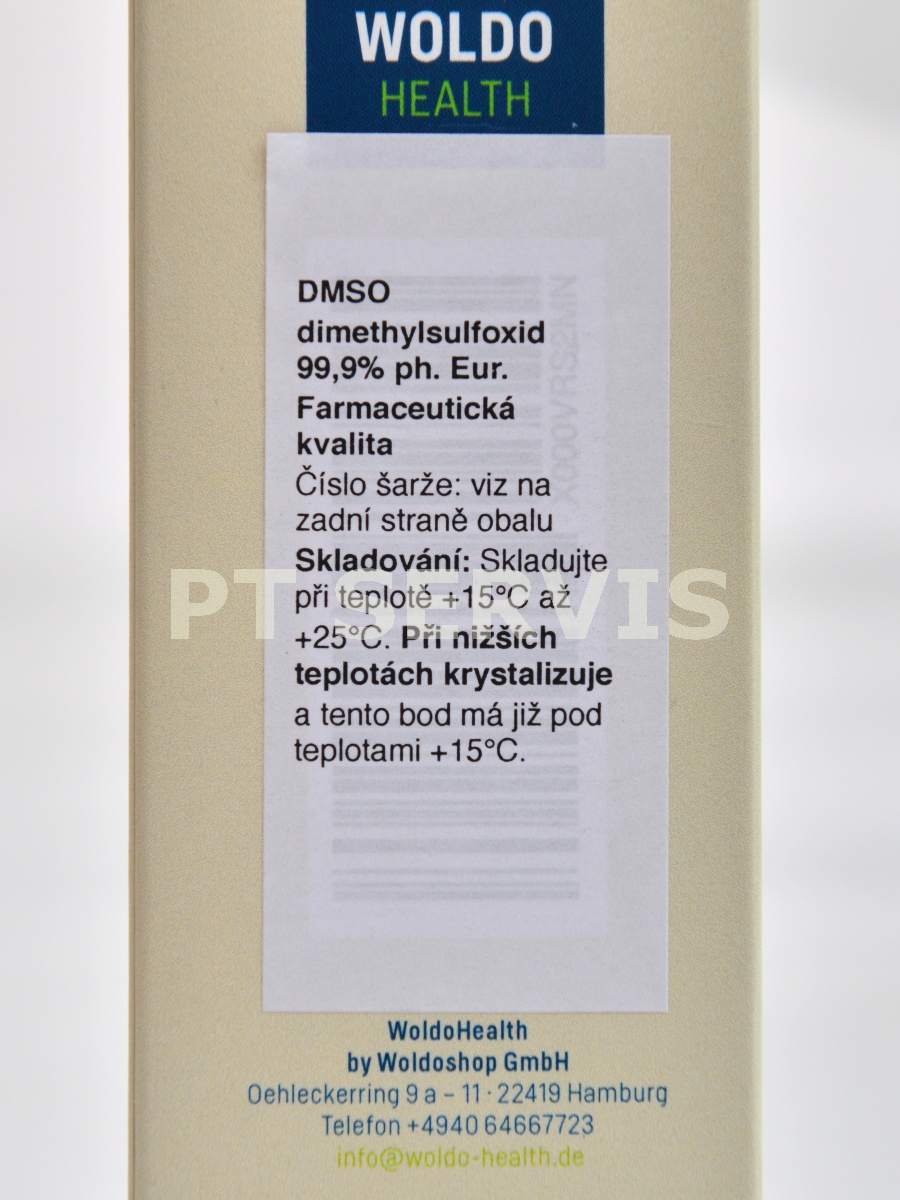 WOLDO
HEALTH
DMSO
dimethylsulfoxid
99,9% ph. Eur.
Farmaceutická
kvalita
Číslo šarže: viz na
zadní straně obalu
Skladování: Skladujte
při teplotě +15°C až
+25°C. Při nižších
teplotách krystalizuje
a tento bod má již pod
teplotami +15°C.
X000VRS2MN
PT SERVIS
WoldoHealth
by Woldoshop GmbH
Oehleckerring 9 a – 11 · 22419 Hamburg
Telefon +4940 64667723
info@woldo-health.de